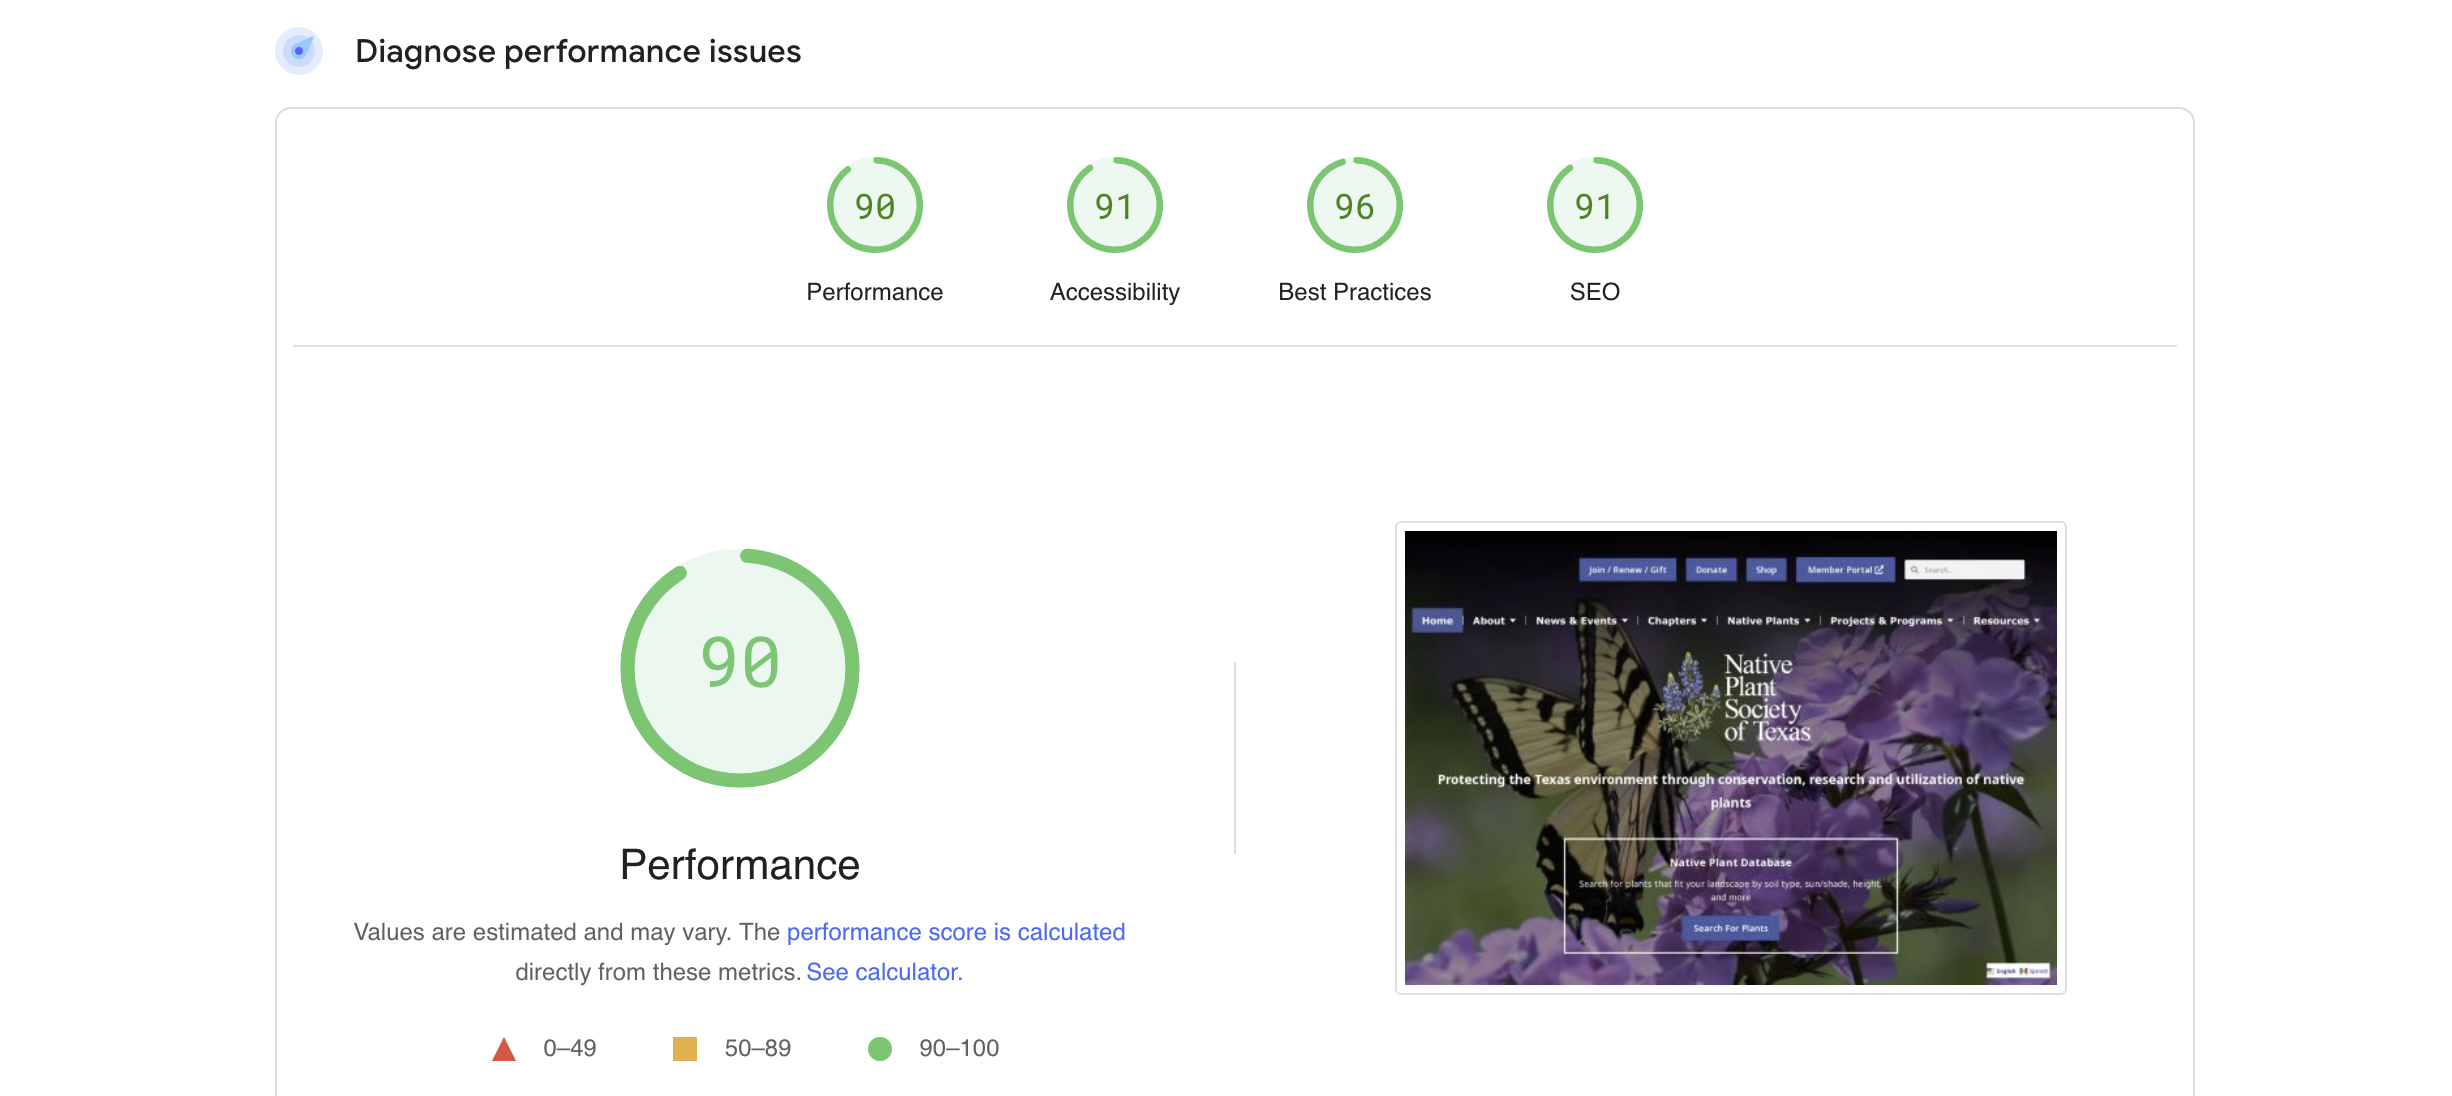 Diagnose performance issues
90
91
96
91
Performance
Accessibility
Best Practices
SEO
90
Performance
Values are estimated and may vary. The performance score is calculated
directly from these metrics. See calculator.
0–49
50–89
90–100
Join / Renew / Gift
Donate
Shop
Member Portal
Search...
Home
About
News & Events
Chapters
Native Plants
Projects & Programs
Resources
Native
Plant
Society
of Texas
Protecting the Texas environment through conservation, research and utilization of native
plants
Native Plant Database
Search for plants that fit your landscape by soil type, sun/shade, height,
and more
Search For Plants
English
Spanish